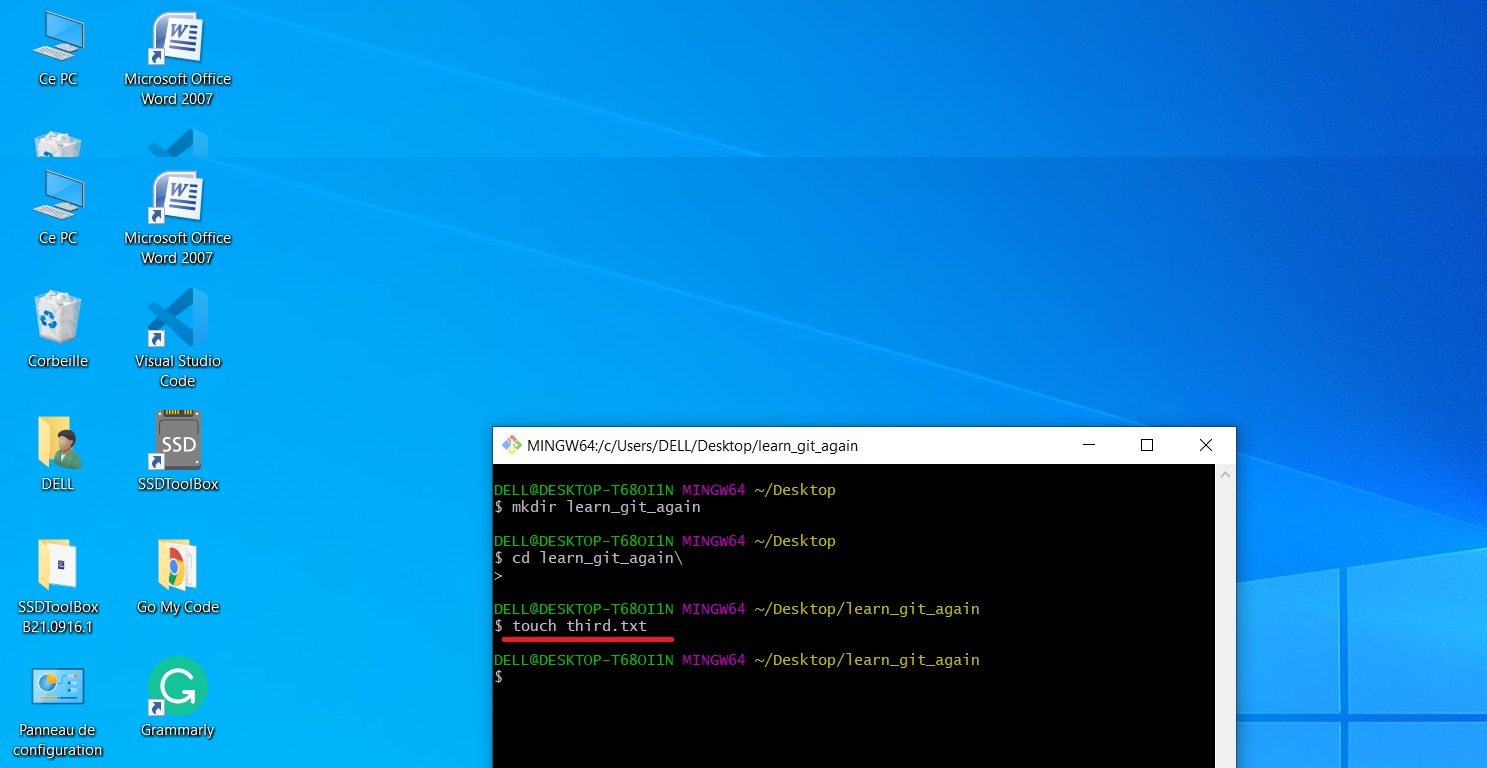 Ce PC
Microsoft Office
Word 2007
Ce PC
Microsoft Office
Word 2007
Corbeille
Visual Studio
Code
DELL
SSD
SSDToolBox
SSDToolBox
B21.0916.1
Go My Code
Panneau de
configuration
Grammarly
MINGW64:/c/Users/DELL/Desktop/learn_git_again
DELL@DESKTOP-T68OI1N MINGW64 ~/Desktop
$ mkdir learn_git_again
DELL@DESKTOP-T68OI1N MINGW64 ~/Desktop
$ cd learn_git_again\
>
DELL@DESKTOP-T68OI1N MINGW64 ~/Desktop/learn_git_again
$ touch third.txt
DELL@DESKTOP-T68OI1N MINGW64 ~/Desktop/learn_git_again
$